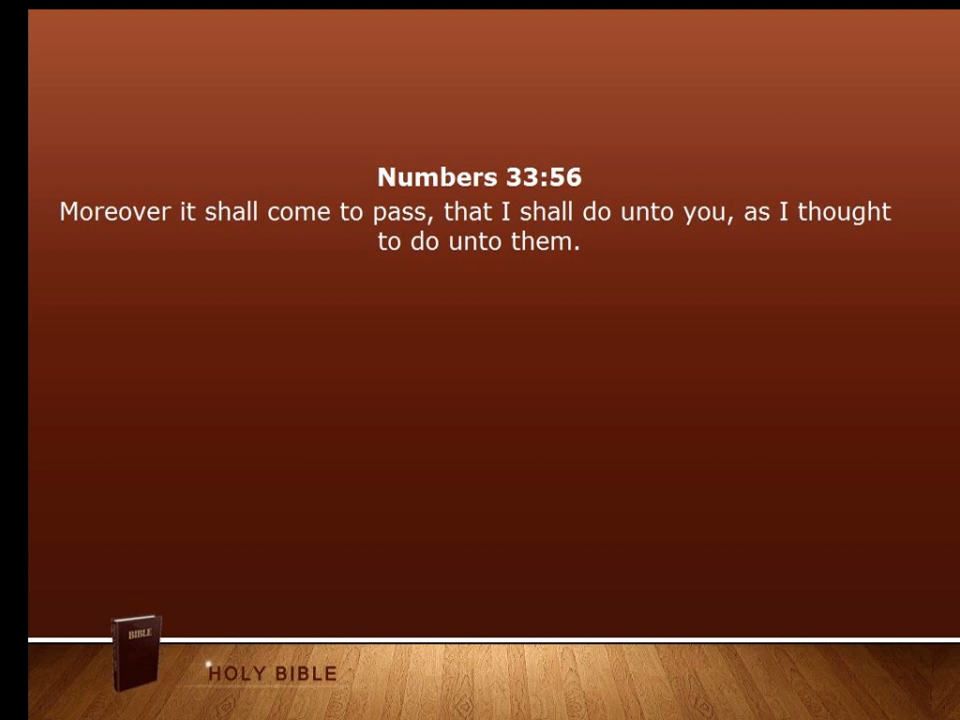 Numbers 33:56
Moreover it shall come to pass, that I shall do unto you, as I thought
to do unto them.
BIBLE
HOLY BIBLE